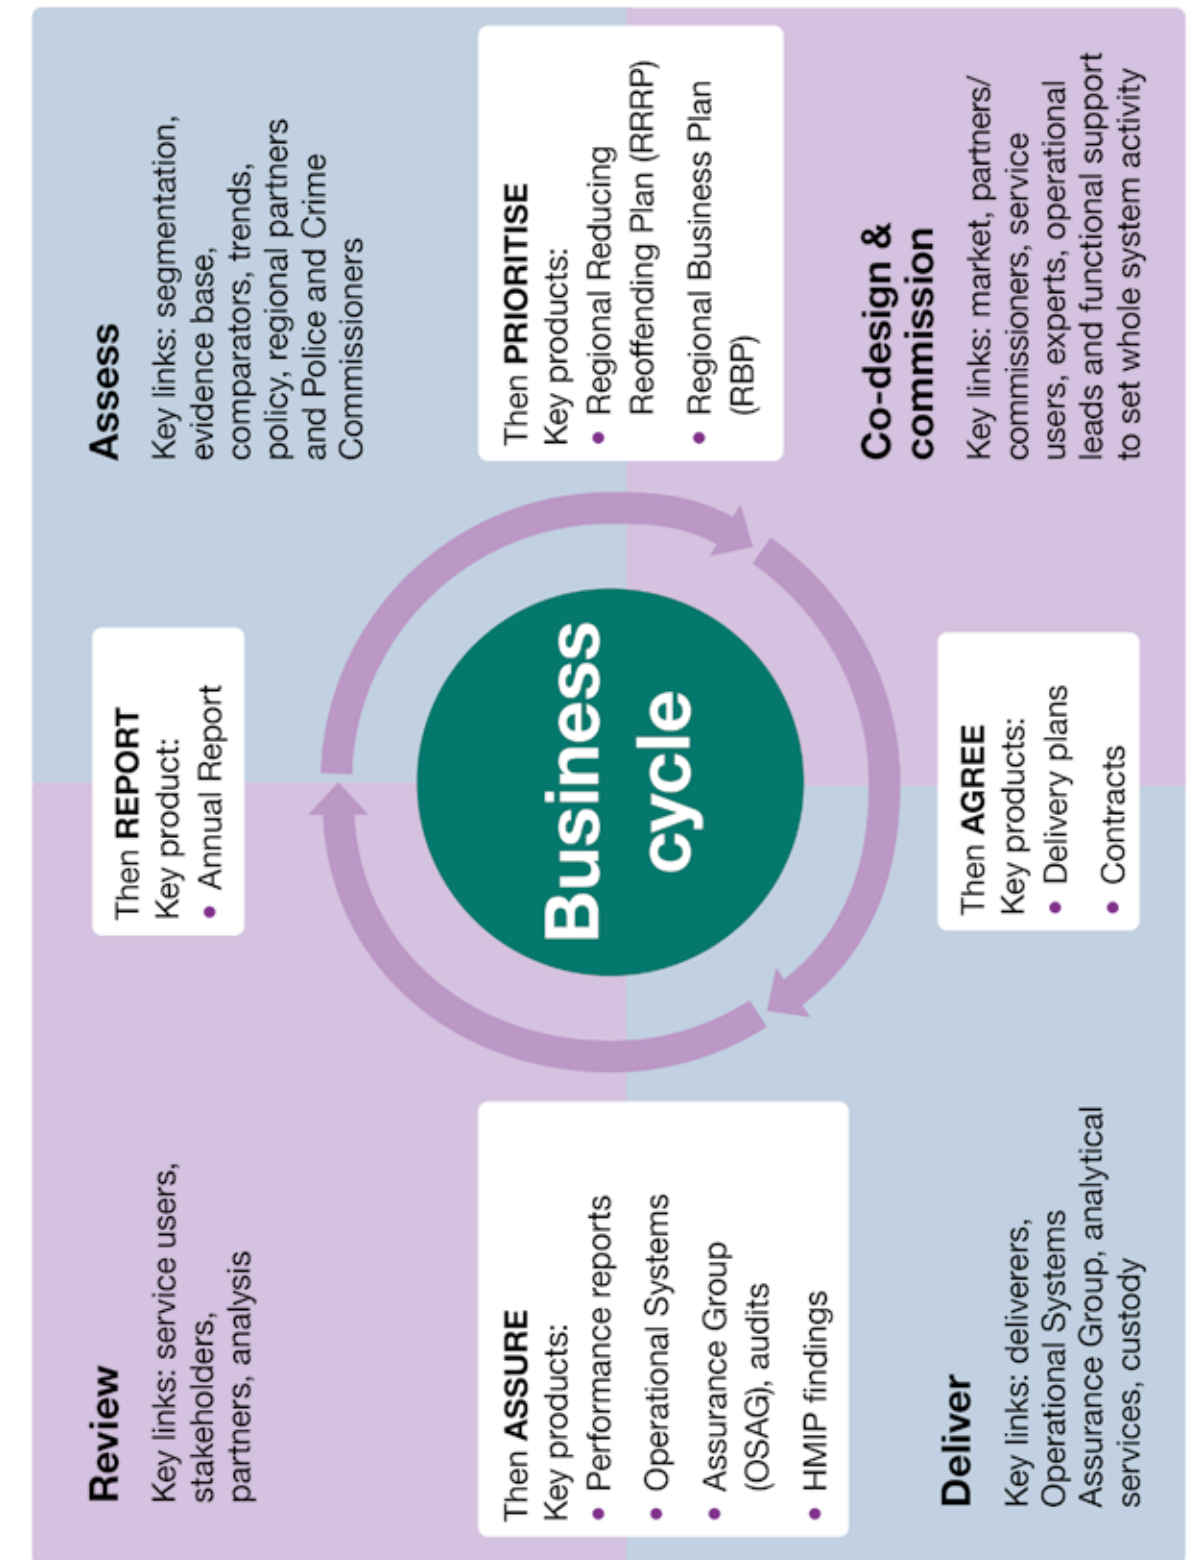 Review
Key links: service users,
stakeholders,
partners, analysis
Then REPORT
Key product:
• Annual Report
Assess
Key links: segmentation,
evidence base,
comparators, trends,
policy, regional partners
and Police and Crime
Commissioners
Then ASSURE
Key products:
• Performance reports
• Operational Systems
• Assurance Group
(OSAG), audits
• HMIP findings
Business
cycle
Then PRIORITISE
Key products:
• Regional Reducing
Reoffending Plan (RRRP)
• Regional Business Plan
(RBP)
Deliver
Key links: deliverers,
Operational Systems
Assurance Group, analytical
services, custody
Then AGREE
Key products:
• Delivery plans
• Contracts
Co-design &
commission
Key links: market, partners/
commissioners, service
users, experts, operational
leads and functional support
to set whole system activity